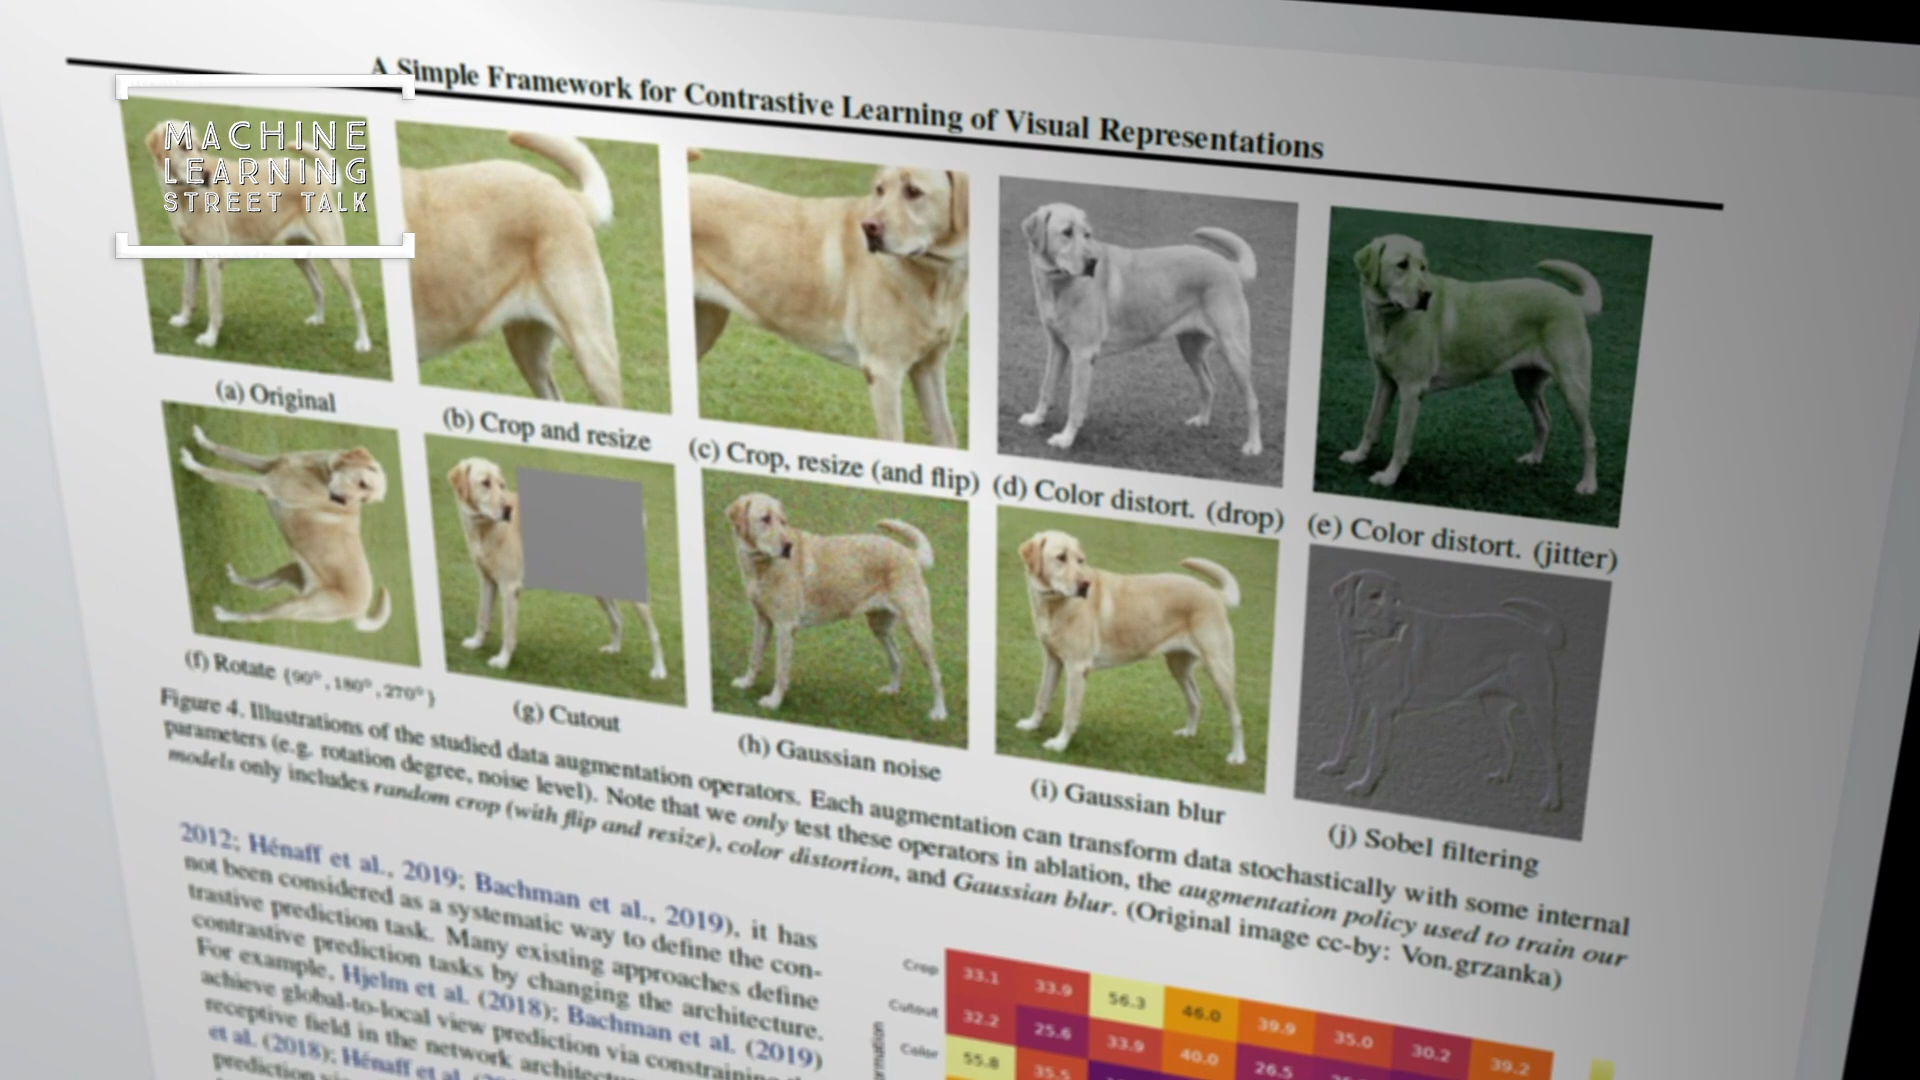 A Simple Framework for Contrastive Learning of Visual Representations
MACHINE
LEARNING
STREET TALK
(a) Original
(b) Crop and resize
(c) Crop, resize (and flip)
(d) Color distort. (drop)
(e) Color distort. (jitter)
(f) Rotate {90°, 180°, 270°}
(g) Cutout
(h) Gaussian noise
(i) Gaussian blur
(j) Sobel filtering
Figure 4. Illustrations of the studied data augmentation operators. Each augmentation can transform data stochastically with some internal
parameters (e.g. rotation degree, noise level). Note that we only test these operators in ablation, the augmentation policy used to train our
models only includes random crop (with flip and resize), color distortion, and Gaussian blur. (Original image cc-by: Von.grzanka)
2012; Hénaff et al., 2019; Bachman et al., 2019), it has
not been considered as a systematic way to define the con-
trastive prediction task. Many existing approaches define
contrastive prediction tasks by changing the architecture.
For example, Hjelm et al. (2018); Bachman et al. (2019)
achieve global-to-local view prediction via constraining
receptive field in the network
et al. (2018); Hénaff et al.
prediction
Crop 33.1 33.9 56.3 46.0 39.9 35.0 30.2 39.2
Cutout 32.2 25.6 33.9 40.0 26.5
Color 55.8 35.5